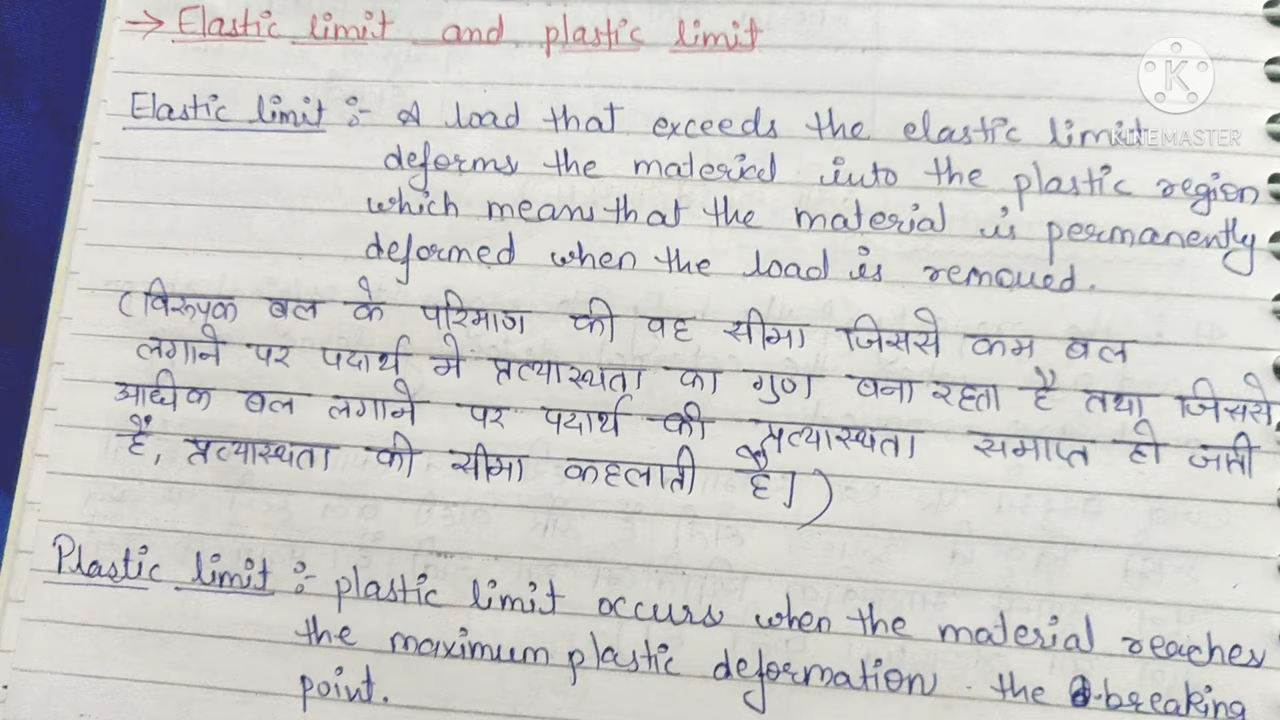 → Elastic limit and plastic limit
K
KINEMASTER
Elastic limit :- A load that exceeds the elastic limit
deforms the material into the plastic region
which means that the material is permanently
deformed when the load is removed.
(विरूपक बल के परिमाण की वह सीमा जिससे कम बल
लगाने पर पदार्थ में प्रत्यास्थता का गुण बना रहता है तथा जिससे
अधिक बल लगाने पर पदार्थ की प्रत्यास्थता समाप्त हो जाती
है, प्रत्यास्थता की सीमा कहलाती है।)
Plastic limit :- plastic limit occurs when the material reaches
the maximum plastic deformation. the breaking
point.